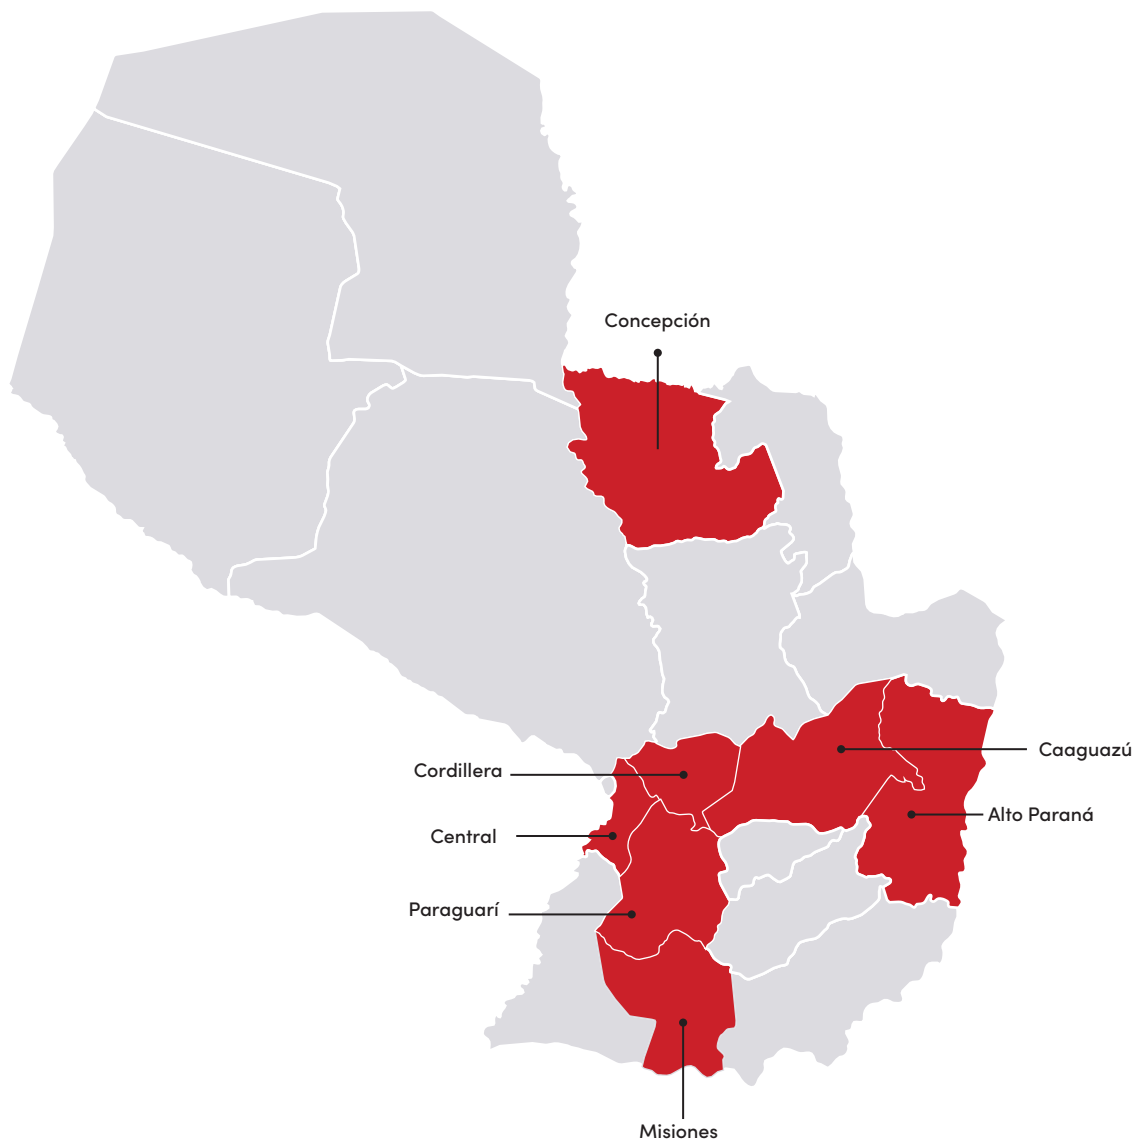 Concepción
Caaguazú
Cordillera
Alto Paraná
Central
Paraguarí
Misiones